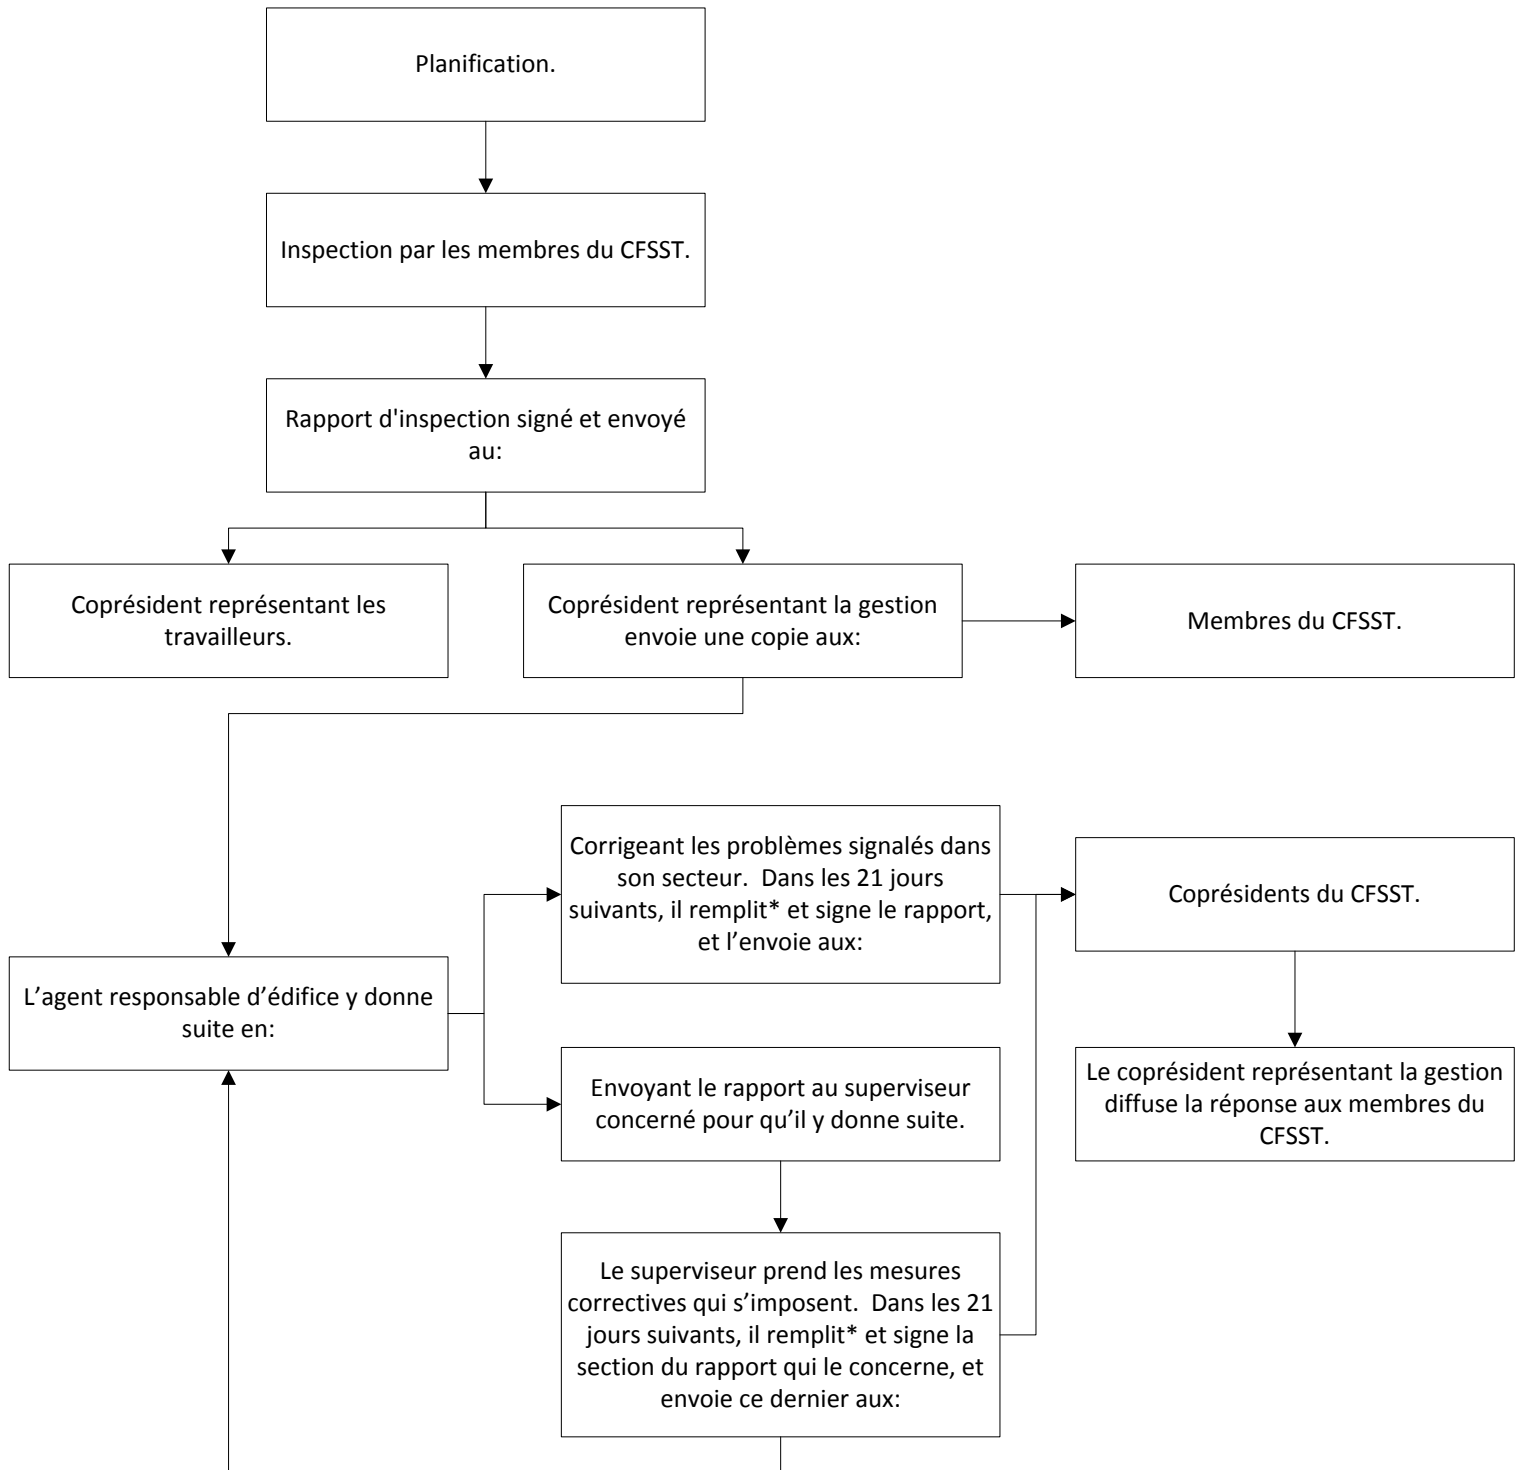 Planification.
Inspection par les membres du CFSST.
Rapport d'inspection signé et envoyé
au:
Coprésident représentant les
travailleurs.
Coprésident représentant la gestion
envoie une copie aux:
Membres du CFSST.
Corrigeant les problèmes signalés dans
son secteur.  Dans les 21 jours
suivants, il remplit* et signe le rapport,
et l’envoie aux:
Coprésidents du CFSST.
L’agent responsable d’édifice y donne
suite en:
Envoyant le rapport au superviseur
concerné pour qu’il y donne suite.
Le coprésident représentant la gestion
diffuse la réponse aux membres du
CFSST.
Le superviseur prend les mesures
correctives qui s’imposent.  Dans les 21
jours suivants, il remplit* et signe la
section du rapport qui le concerne, et
envoie ce dernier aux: